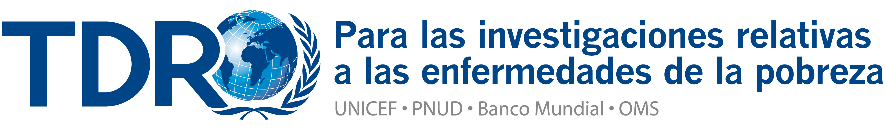 TDR
Para las investigaciones relativas
a las enfermedades de la pobreza
UNICEF • PNUD • Banco Mundial • OMS